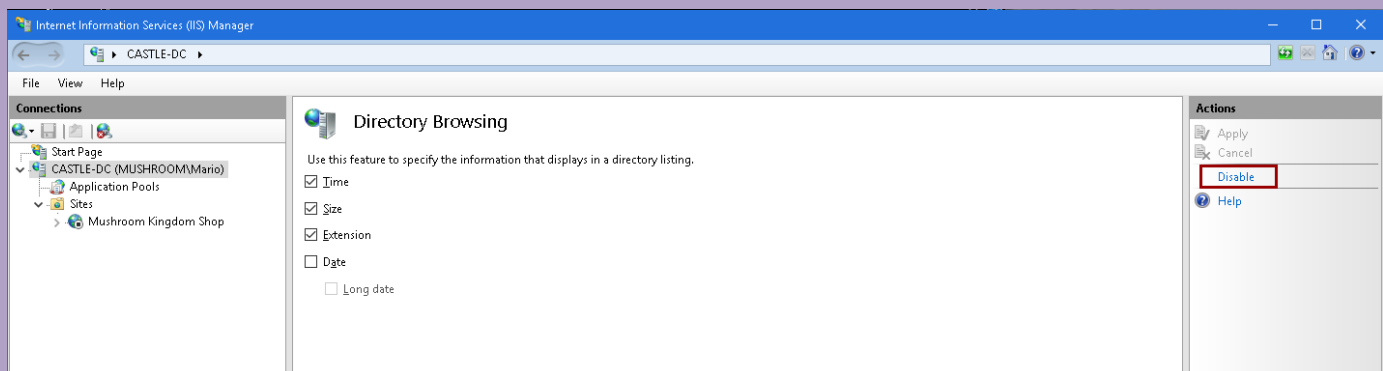 Internet Information Services (IIS) Manager
CASTLE-DC
File View Help
Connections
Start Page
CASTLE-DC (MUSHROOM\Mario)
Application Pools
Sites
Mushroom Kingdom Shop
Directory Browsing
Use this feature to specify the information that displays in a directory listing.
Time
Size
Extension
Date
Long date
Actions
Apply
Cancel
Disable
Help